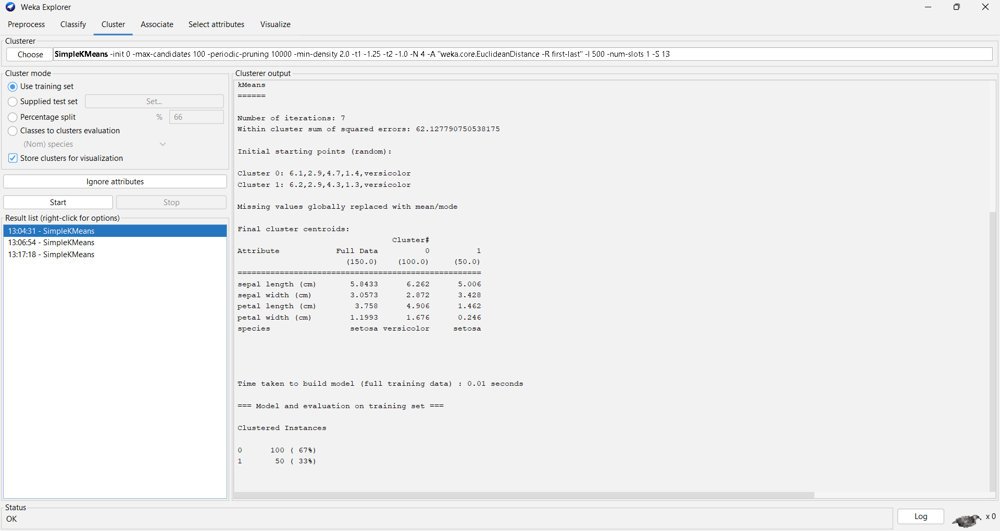 Weka Explorer
Preprocess Classify Cluster Associate Select attributes Visualize
Clusterer
Choose SimpleKMeans -init 0 -max-candidates 100 -periodic-pruning 10000 -min-density 2.0 -t1 -1.25 -t2 -1.0 -N 4 -A "weka.core.EuclideanDistance -R first-last" -I 500 -num-slots 1 -S 13
Cluster mode
Use training set
Supplied test set Set...
Percentage split % 66
Classes to clusters evaluation
(Nom) species
Store clusters for visualization
Ignore attributes
Start Stop
Result list (right-click for options)
13:04:31 - SimpleKMeans
13:06:54 - SimpleKMeans
13:17:18 - SimpleKMeans
Clusterer output
kMeans
======
Number of iterations: 7
Within cluster sum of squared errors: 62.127790750538175
Initial starting points (random):
Cluster 0: 6.1,2.9,4.7,1.4,versicolor
Cluster 1: 6.2,2.9,4.3,1.3,versicolor
Missing values globally replaced with mean/mode
Final cluster centroids:
Cluster#
Attribute Full Data 0 1
(150.0) (100.0) (50.0)
====================================================
sepal length (cm) 5.8433 6.262 5.006
sepal width (cm) 3.0573 2.872 3.428
petal length (cm) 3.758 4.906 1.462
petal width (cm) 1.1993 1.676 0.246
species setosa versicolor setosa
Time taken to build model (full training data) : 0.01 seconds
=== Model and evaluation on training set ===
Clustered Instances
0 100 ( 67%)
1 50 ( 33%)
Status
OK
Log x 0